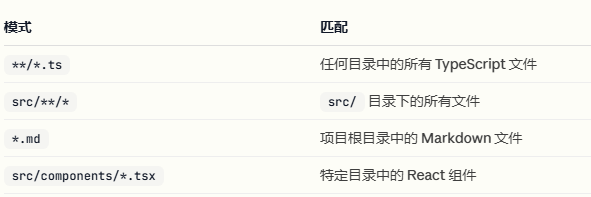 模式 匹配
**/*.ts 任何目录中的所有 TypeScript 文件
src/**/* src/ 目录下的所有文件
*.md 项目根目录中的 Markdown 文件
src/components/*.tsx 特定目录中的 React 组件